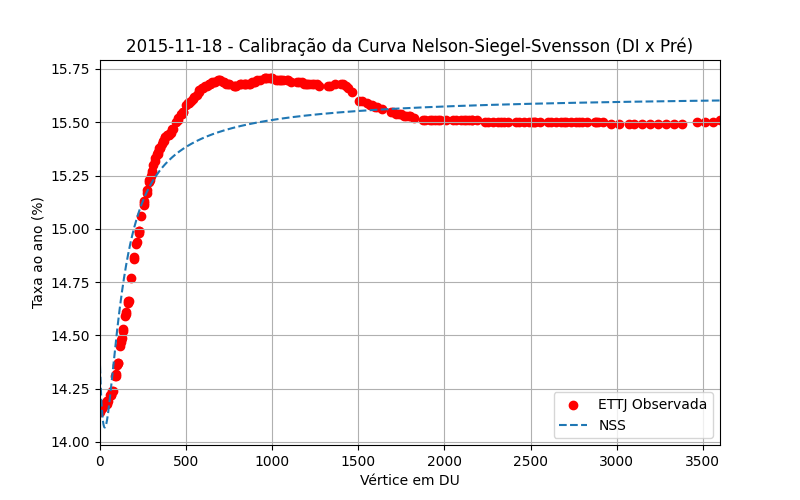 2015-11-18 - Calibração da Curva Nelson-Siegel-Svensson (DI x Pré)
Taxa ao ano (%)
15.75
15.50
15.25
15.00
14.75
14.50
14.25
14.00
ETTJ Observada
NSS
0 500 1000 1500 2000 2500 3000 3500
Vértice em DU